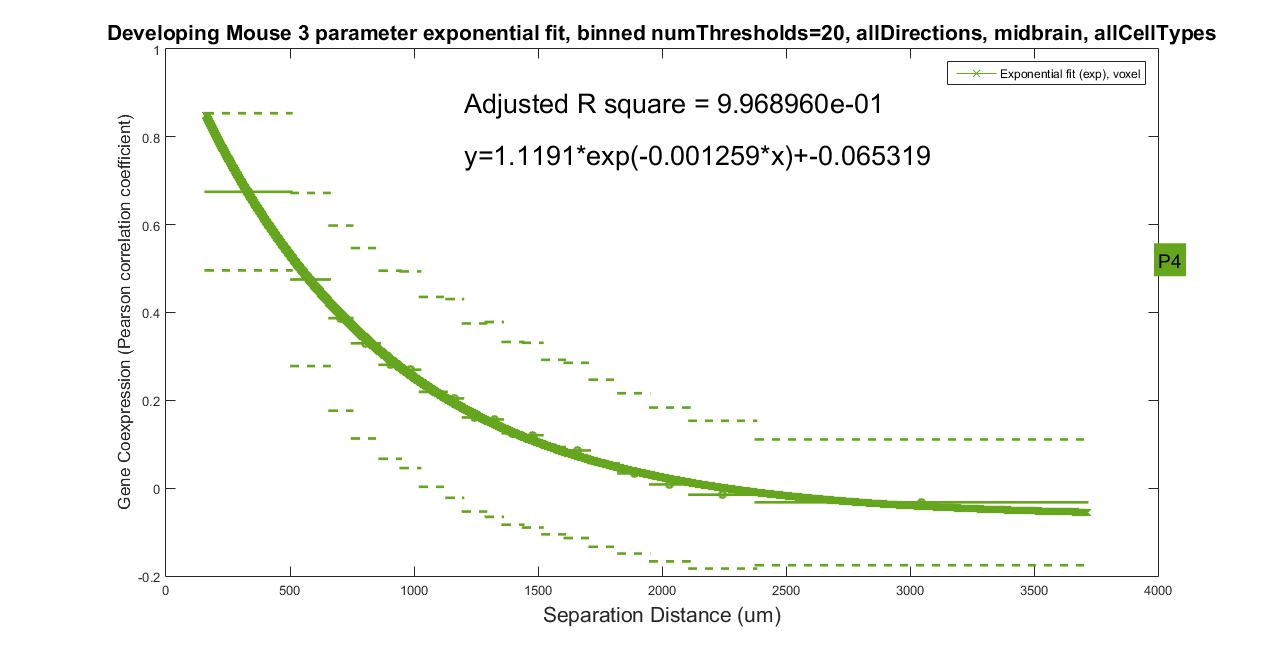 Developing Mouse 3 parameter exponential fit, binned numThresholds=20, allDirections, midbrain, allCellTypes
Exponential fit (exp), voxel
Adjusted R square = 9.968960e-01
y=1.1191*exp(-0.001259*x)+-0.065319
P4
Gene Coexpression (Pearson correlation coefficient)
1
0.8
0.6
0.4
0.2
0
-0.2
0 500 1000 1500 2000 2500 3000 3500 4000
Separation Distance (um)